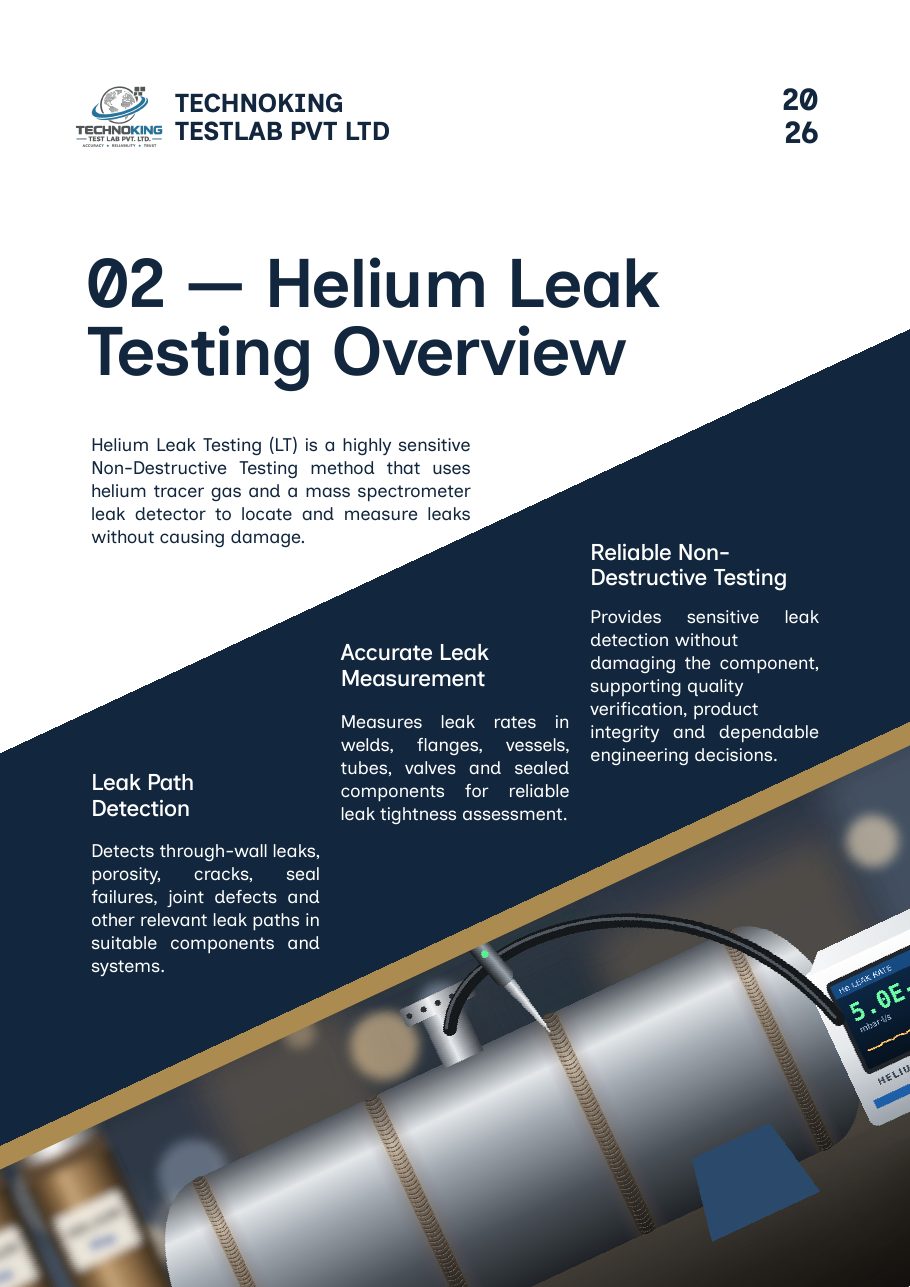 TECHNOKING
TEST LAB PVT. LTD.
ACCURACY • RELIABILITY • TRUST
TECHNOKING
TESTLAB PVT LTD
20
26
02 — Helium Leak
Testing Overview
Helium Leak Testing (LT) is a highly sensitive
Non-Destructive Testing method that uses
helium tracer gas and a mass spectrometer
leak detector to locate and measure leaks
without causing damage.
Leak Path
Detection
Detects through-wall leaks,
porosity, cracks, seal
failures, joint defects and
other relevant leak paths in
suitable components and
systems.
Accurate Leak
Measurement
Measures leak rates in
welds, flanges, vessels,
tubes, valves and sealed
components for reliable
leak tightness assessment.
Reliable Non-
Destructive Testing
Provides sensitive leak
detection without
damaging the component,
supporting quality
verification, product
integrity and dependable
engineering decisions.
He LEAK RATE
5.0E-
mbar·l/s
HELIU